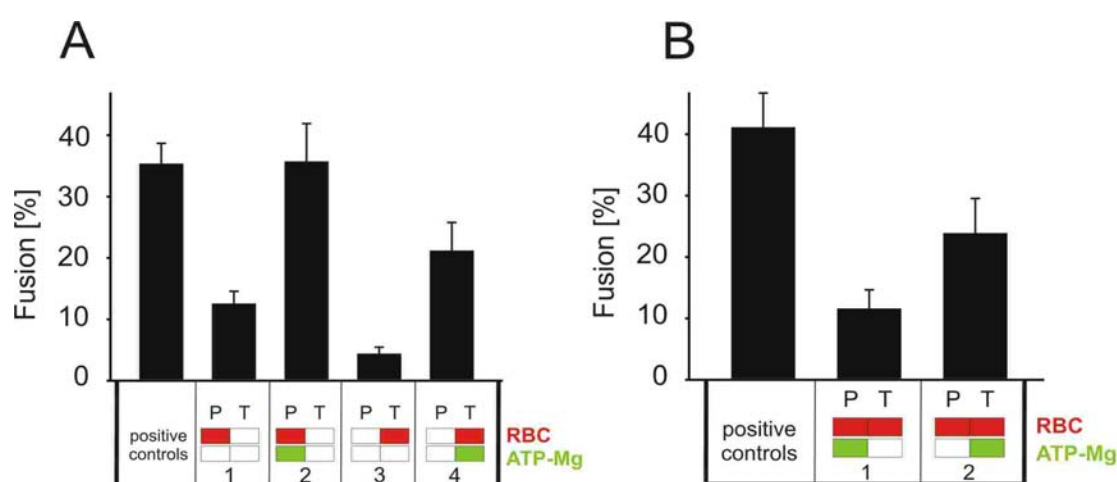 A
B
Fusion [%]
40
30
20
10
0
P T
P T
P T
P T
positive
controls
RBC
ATP-Mg
1
2
3
4
Fusion [%]
40
30
20
10
0
P T
P T
positive
controls
RBC
ATP-Mg
1
2